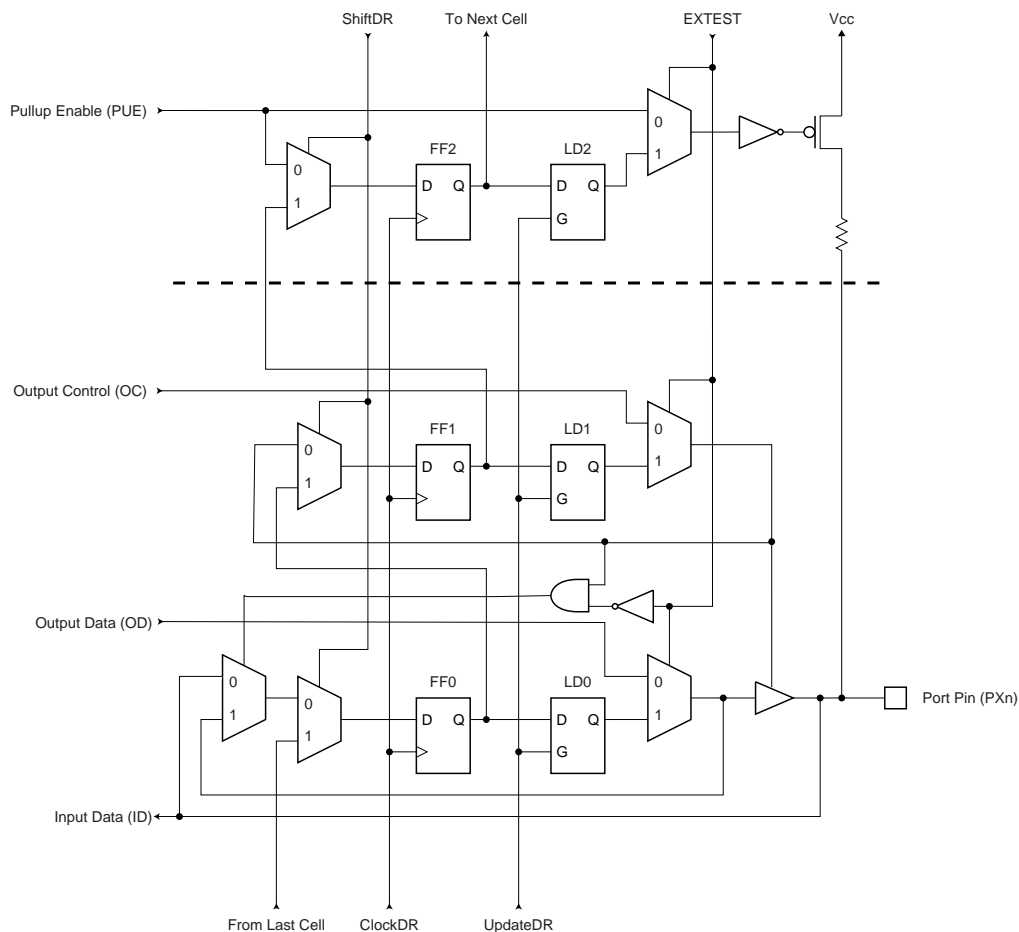 ShiftDR To Next Cell EXTEST Vcc
Pullup Enable (PUE)
0
1
FF2
D Q
LD2
D Q
G
0
1
Output Control (OC)
0
1
FF1
D Q
LD1
D Q
G
0
1
Output Data (OD)
0
1
0
1
FF0
D Q
LD0
D Q
G
0
1
Port Pin (PXn)
Input Data (ID)
From Last Cell ClockDR UpdateDR